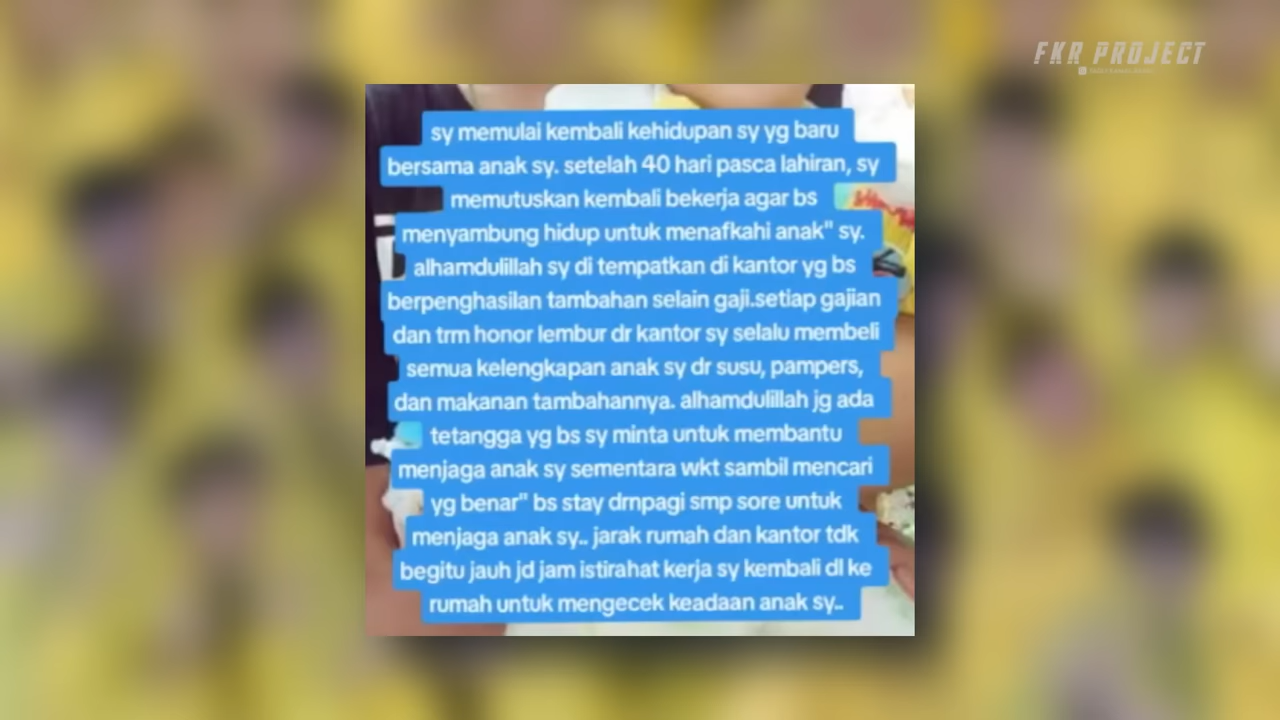 FKR PROJECT
sy memulai kembali kehidupan sy yg baru
bersama anak sy. setelah 40 hari pasca lahiran, sy
memutuskan kembali bekerja agar bs
menyambung hidup untuk menafkahi anak" sy.
alhamdulillah sy di tempatkan di kantor yg bs
berpenghasilan tambahan selain gaji.setiap gajian
dan trm honor lembur dr kantor sy selalu membeli
semua kelengkapan anak sy dr susu, pampers,
dan makanan tambahannya. alhamdulillah jg ada
tetangga yg bs sy minta untuk membantu
menjaga anak sy sementara wkt sambil mencari
yg benar" bs stay drnpagi smp sore untuk
menjaga anak sy.. jarak rumah dan kantor tdk
begitu jauh jd jam istirahat kerja sy kembali dl ke
rumah untuk mengecek keadaan anak sy..